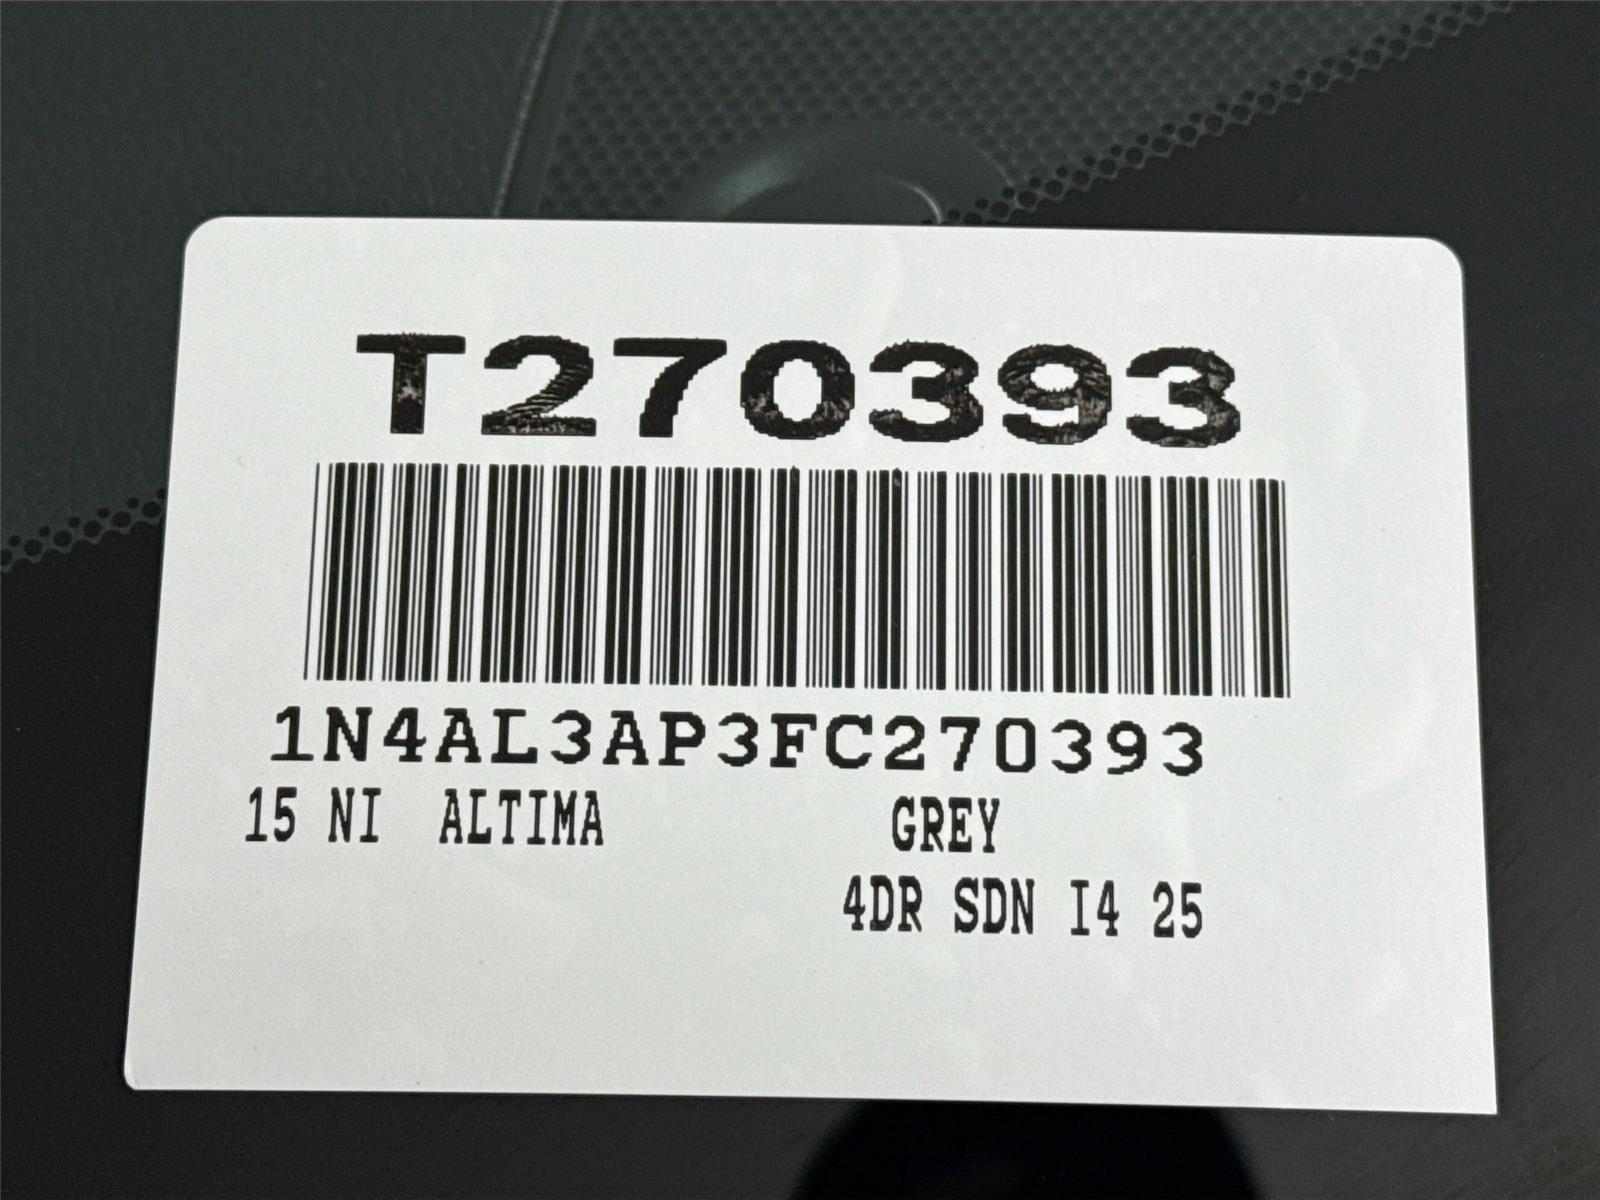 T270393
1N4AL3AP3FC270393
15 NI ALTIMA GREY
4DR SDN I4 25